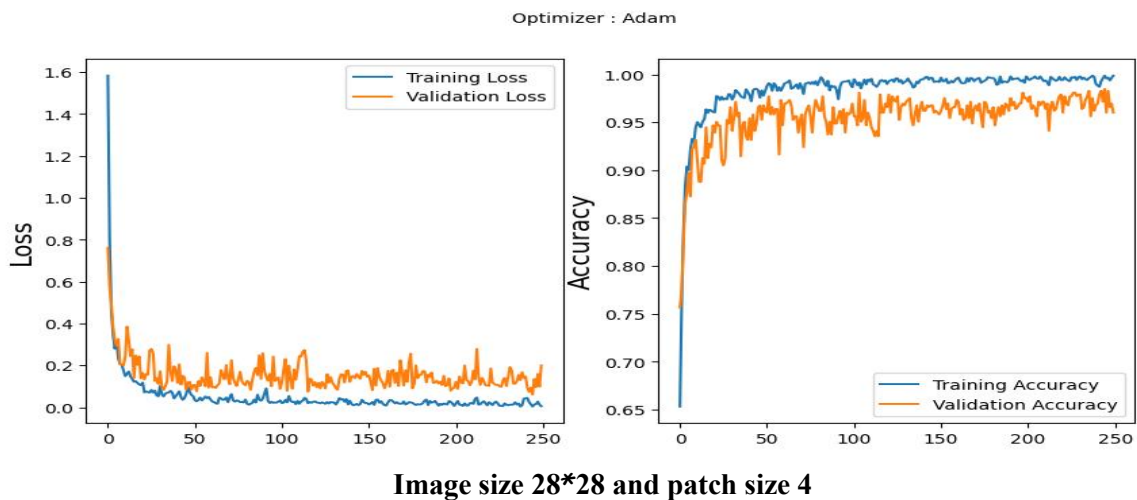 Optimizer : Adam
1.6
1.4
1.2
1.0
0.8
0.6
0.4
0.2
0.0
Loss
Training Loss
Validation Loss
0 50 100 150 200 250
1.00
0.95
0.90
0.85
0.80
0.75
0.70
0.65
Accuracy
Training Accuracy
Validation Accuracy
0 50 100 150 200 250
Image size 28*28 and patch size 4